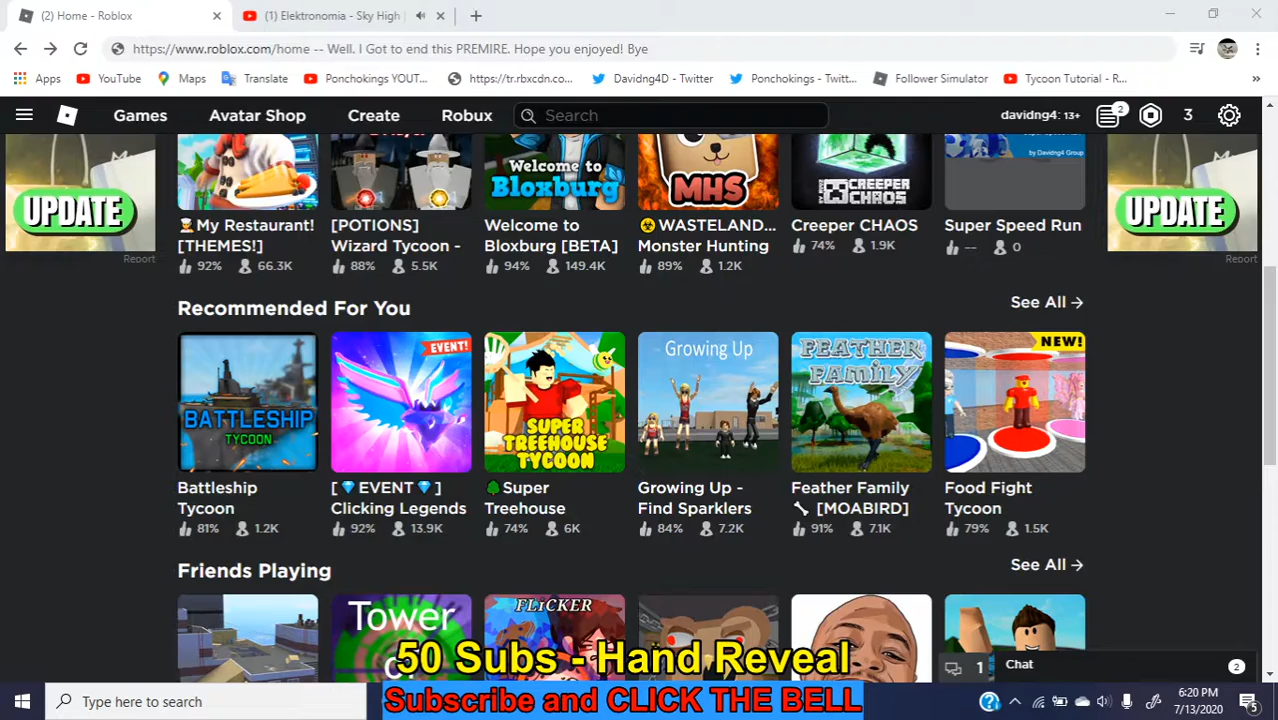 (2) Home - Roblox
(1) Elektronomia - Sky High
https://www.roblox.com/home -- Well. I Got to end this PREMIRE. Hope you enjoyed! Bye
Apps YouTube Maps Translate Ponchokings YOUT... https://tr.rbxcdn.co... Davidng4D - Twitter Ponchokings - Twitt... Follower Simulator Tycoon Tutorial - R... »
Games Avatar Shop Create Robux Search davidng4: 13+ 2 3
UPDATE
Report
MHS
Welcome to
Bloxburg
CREEPER
CHAOS
by Davidng4 Group
UPDATE
Report
My Restaurant!
[THEMES!]
92% 66.3K
[POTIONS]
Wizard Tycoon -
88% 5.5K
Welcome to
Bloxburg [BETA]
94% 149.4K
WASTELAND...
Monster Hunting
89% 1.2K
Creeper CHAOS
74% 1.9K
Super Speed Run
-- 0
Recommended For You
See All →
BATTLESHIP
TYCOON
EVENT!
SUPER
TREEHOUSE
TYCOON
Growing Up
FEATHER
FAMILY
NEW!
Battleship
Tycoon
81% 1.2K
[ EVENT ]
Clicking Legends
92% 13.9K
Super
Treehouse
74% 6K
Growing Up -
Find Sparklers
84% 7.2K
Feather Family
[MOABIRD]
91% 7.1K
Food Fight
Tycoon
79% 1.5K
Friends Playing
See All →
Tower
FLICKER
50 Subs - Hand Reveal
Subscribe and CLICK THE BELL
1 Chat 2
Type here to search
6:20 PM
7/13/2020
5